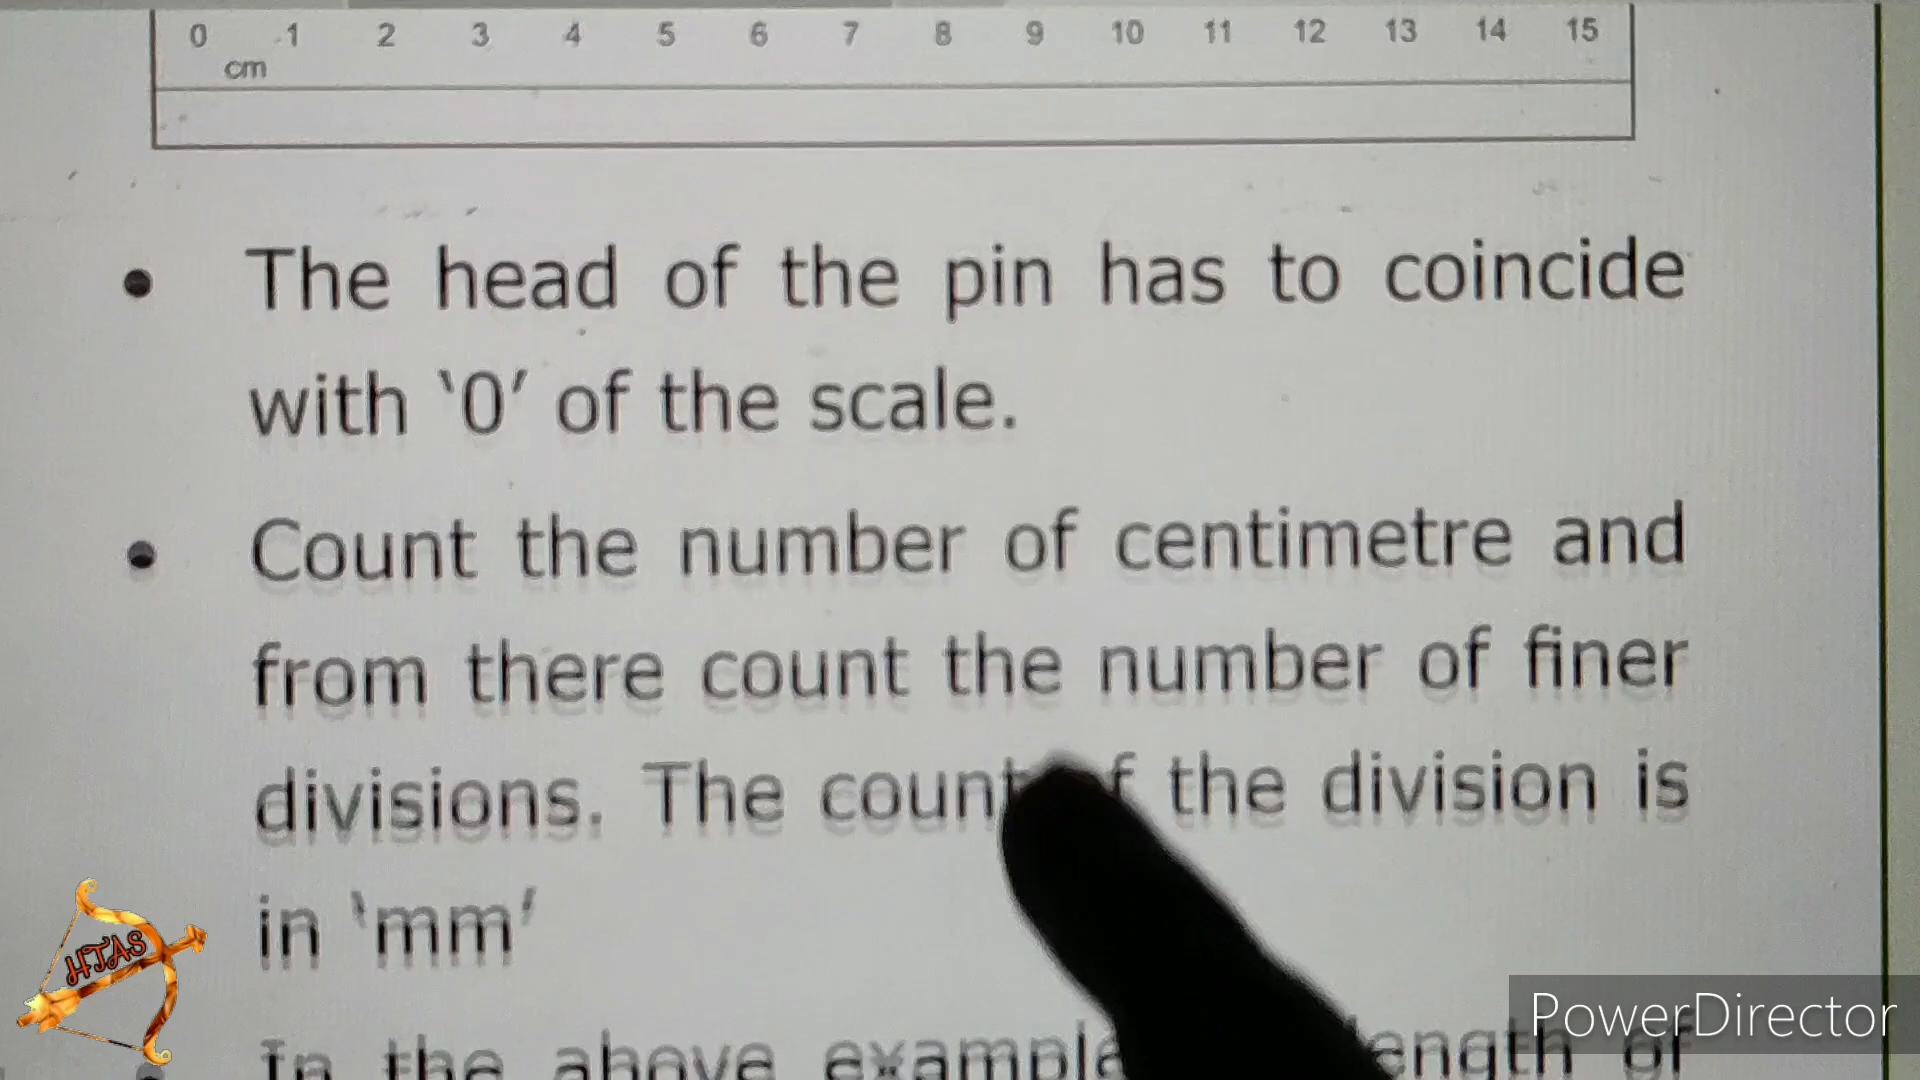 0 1 2 3 4 5 6 7 8 9 10 11 12 13 14 15
cm
• The head of the pin has to coincide
with ‘0’ of the scale.
• Count the number of centimetre and
from there count the number of finer
divisions. The count of the division is
in ‘mm’
HTAS
PowerDirector
• In the above example length of